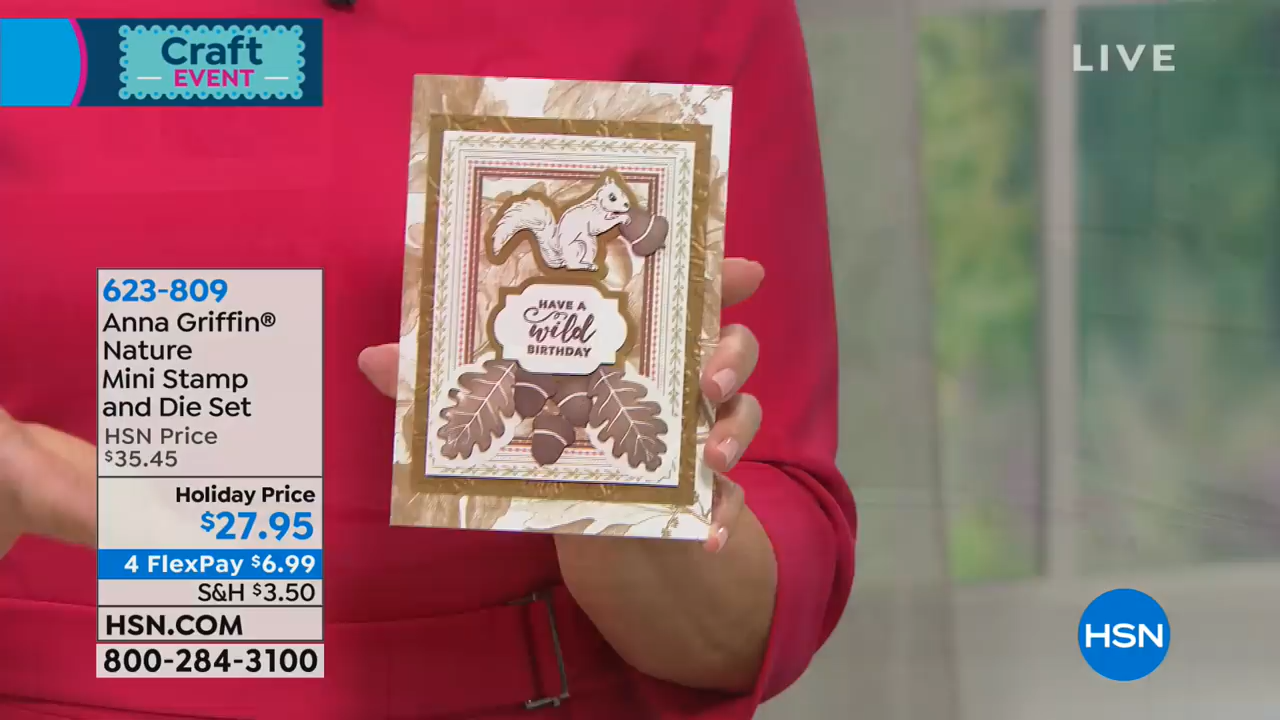 Craft
EVENT
LIVE
HAVE A
wild
BIRTHDAY
623-809
Anna Griffin®
Nature
Mini Stamp
and Die Set
HSN Price
$35.45
Holiday Price
$27.95
4 FlexPay $6.99
S&H $3.50
HSN.COM
800-284-3100
HSN